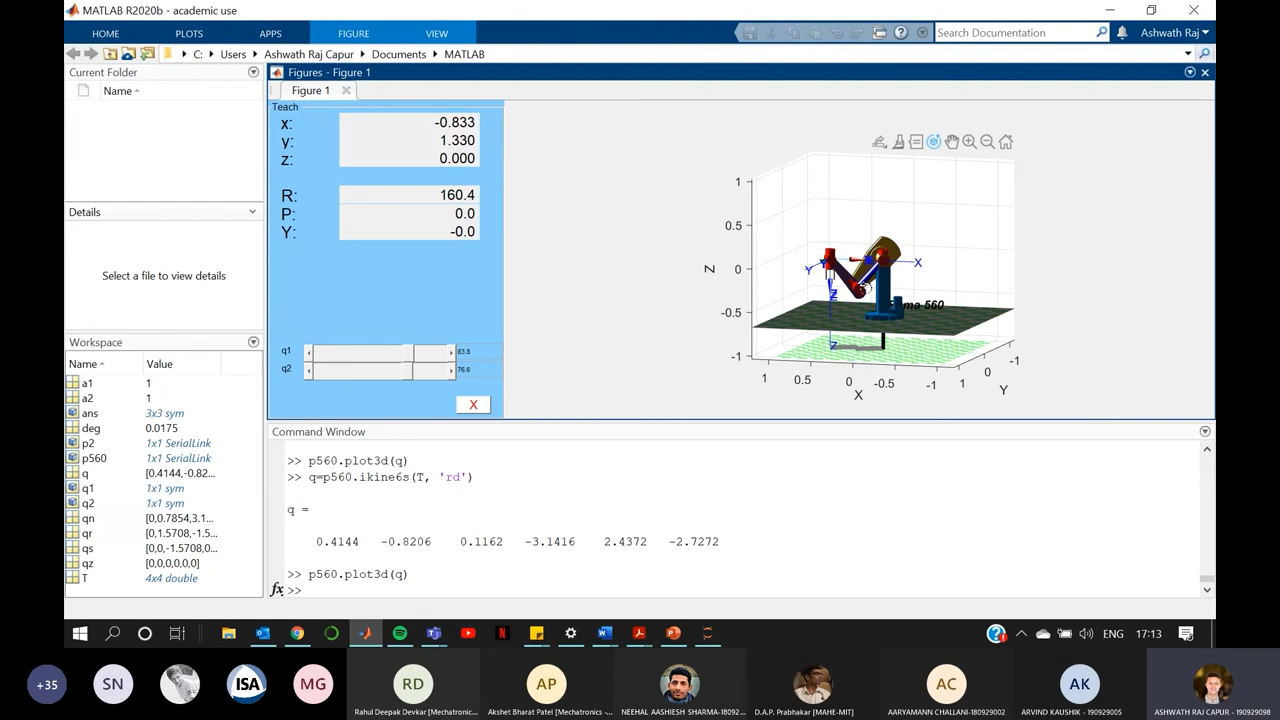 MATLAB R2020b - academic use
HOME PLOTS APPS FIGURE VIEW
Search Documentation
Ashwath Raj
C: Users Ashwath Raj Capur Documents MATLAB
Current Folder
Name
Details
Select a file to view details
Workspace
Name Value
a1 1
a2 1
ans 3x3 sym
deg 0.0175
p2 1x1 SerialLink
p560 1x1 SerialLink
q [0.4144,-0.82...
q1 1x1 sym
q2 1x1 sym
qn [0,0.7854,3.1...
qr [0,1.5708,-1.5...
qs [0,0,-1.5708,0...
qz [0,0,0,0,0,0]
T 4x4 double
Figures - Figure 1
Figure 1
Teach
x: -0.833
y: 1.330
z: 0.000
R: 160.4
P: 0.0
Y: -0.0
q1 83.8
q2 76.6
X
1
0.5
0
-0.5
-1
Z
1 0.5 0 -0.5 -1
X
1 0 -1
Y
X
Y
Z
Z
560
Command Window
>> p560.plot3d(q)
>> q=p560.ikine6s(T, 'rd')
q =
0.4144 -0.8206 0.1162 -3.1416 2.4372 -2.7272
>> p560.plot3d(q)
fx >>
ENG 17:13
+35 SN ISA MG RD AP AC AK
Rahul Deepak Devkar [Mechatronic...
Akshet Bharat Patel [Mechatronic -...
NEEHAL AASHIESH SHARMA-18092...
D.A.P. Prabhakar [MAHE-MIT]
AARYAMANN CHALLANI-180929002
ARVIND KAUSHIK - 190929005
ASHWATH RAJ CAPUR - 190929098